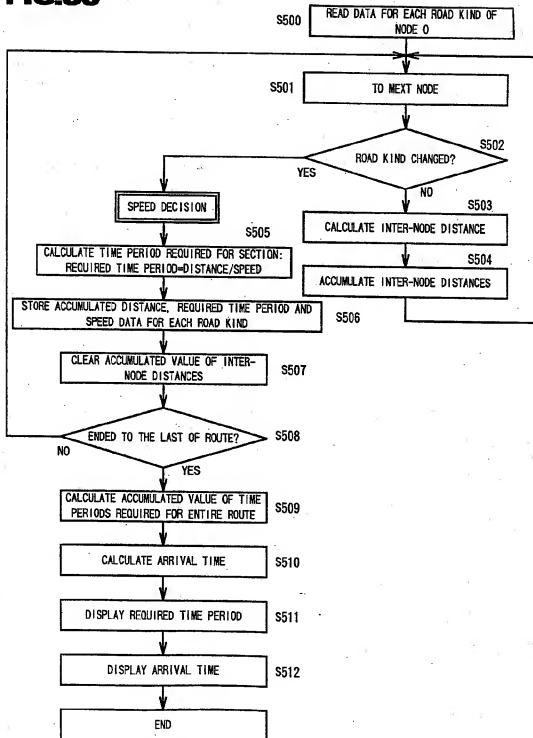 S500
READ DATA FOR EACH ROAD KIND OF
NODE 0
S501
TO MEXT NODE
S502
ROAD KIND CHANGED?
YES
NO
S503
CALCULATE INTER-NODE DISTANCE
S504
ACCUMULATE INTER-NODE DISTANCES
SPEED DECISION
S505
CALCULATE TIME PERIOD REQUIRED FOR SECTION:
REQUIRED TIME PERIOD=DISTANCE/SPEED
STORE ACCUMULATED DISTANCE, REQUIRED TIME PERIOD AND
SPEED DATA FOR EACH ROAD KIND
S506
CLEAR ACCUMULATED VALUE OF INTER-
NODE DISTANCES
S507
ENDED TO THE LAST OF ROUTE?
S508
NO
YES
CALCULATE ACCUMULATED VALUE OF TIME
PERIODS REQUIRED FOR ENTIRE ROUTE
S509
CALCULATE ARRIVAL TIME
S510
DISPLAY REQUIRED TIME PERIOD
S511
DISPLAY ARRIVAL TIME
S512
END